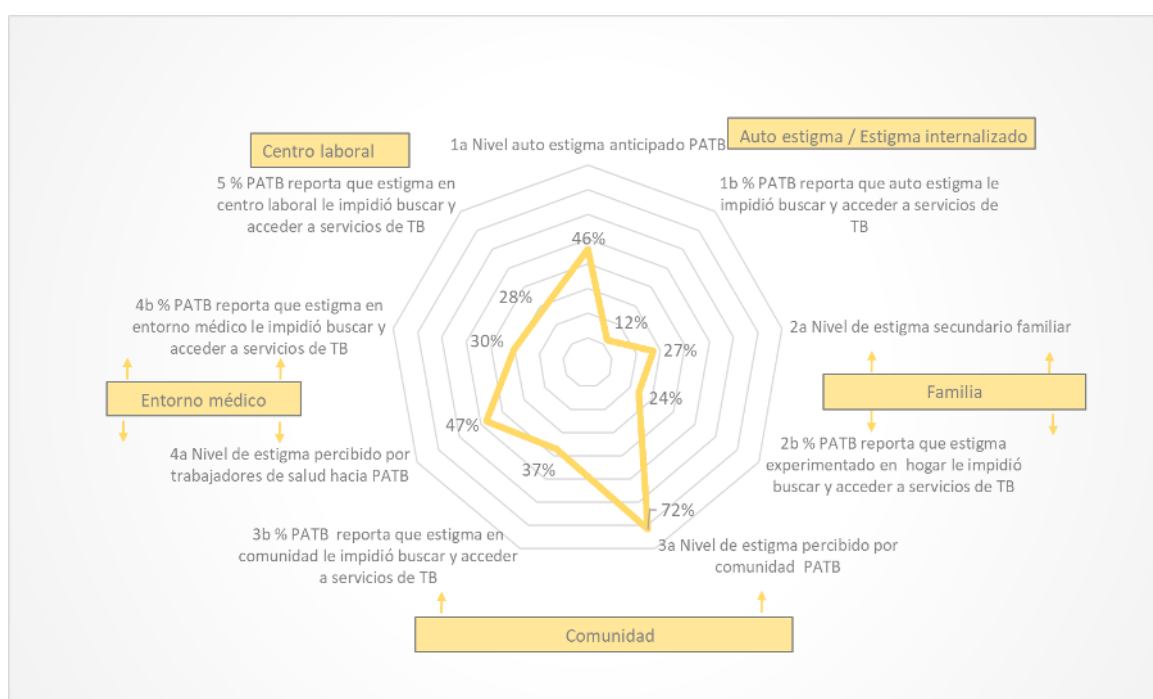 Centro laboral
1a Nivel auto estigma anticipado PATB
Auto estigma / Estigma internalizado
5 % PATB reporta que estigma en
centro laboral le impidió buscar y
acceder a servicios de TB
1b % PATB reporta que auto estigma le
impidió buscar y acceder a servicios de
TB
46%
28%
12%
4b % PATB reporta que estigma en
entorno médico le impidió buscar y
acceder a servicios de TB
30%
27%
2a Nivel de estigma secundario familiar
Entorno médico
24%
Familia
47%
4a Nivel de estigma percibido por
trabajadores de salud hacia PATB
2b % PATB reporta que estigma
experimentado en hogar le impidió
buscar y acceder a servicios de TB
37%
72%
3b % PATB reporta que estigma en
comunidad le impidió buscar y acceder
a servicios de TB
3a Nivel de estigma percibido por
comunidad PATB
Comunidad